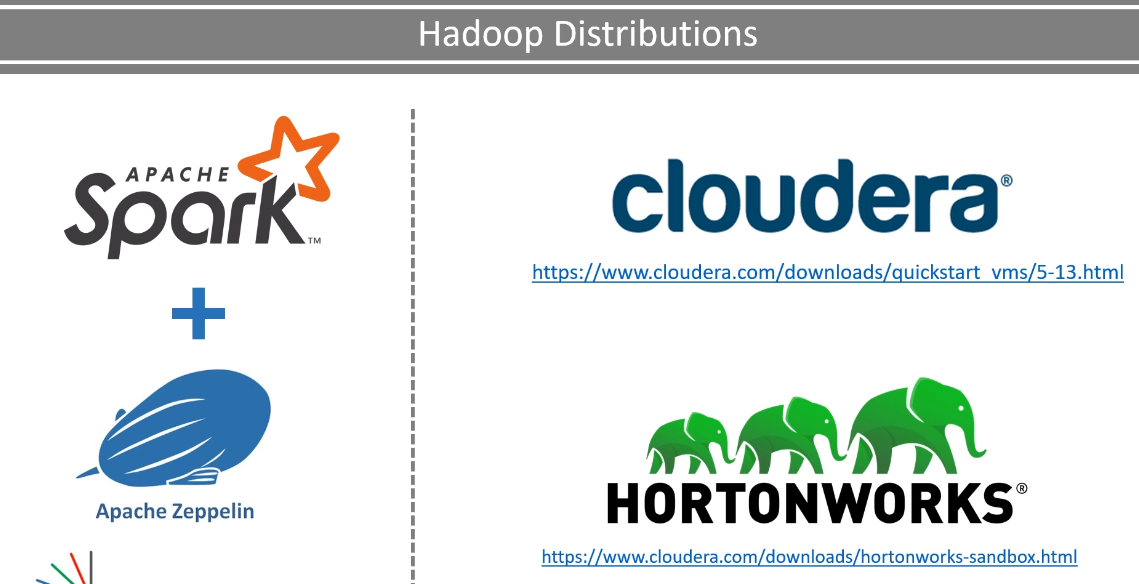 Hadoop Distributions
APACHE
Spark™
Apache Zeppelin
cloudera®
https://www.cloudera.com/downloads/quickstart_vms/5-13.html
HORTONWORKS®
https://www.cloudera.com/downloads/hortonworks-sandbox.html